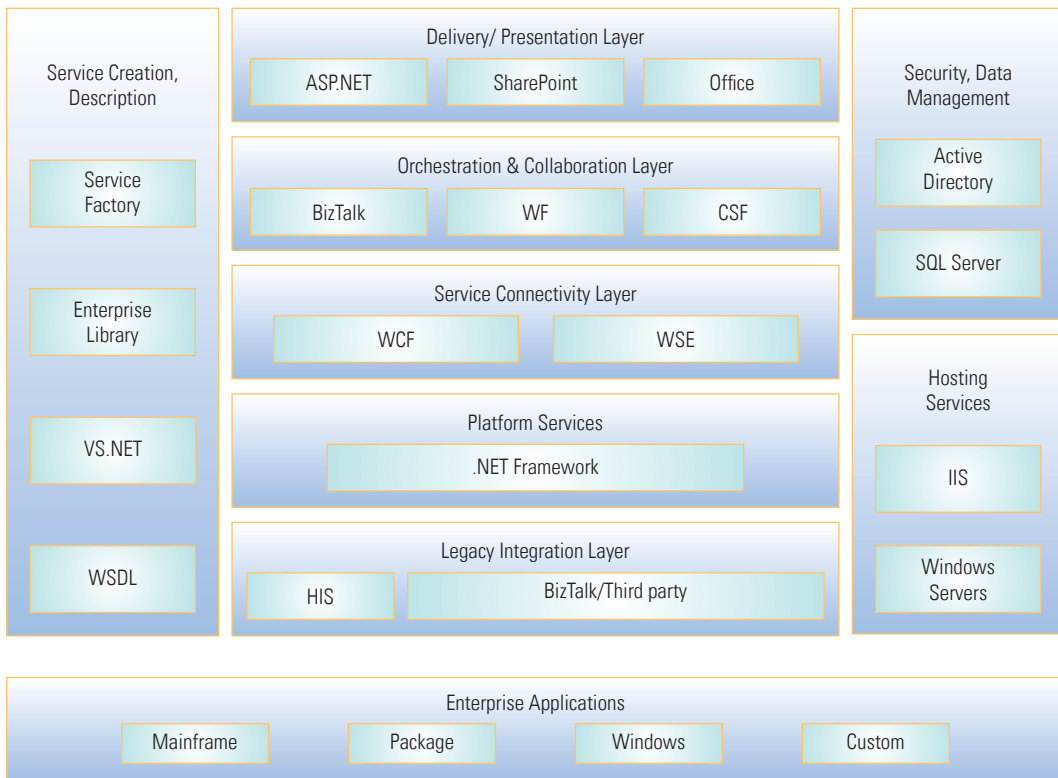 Service Creation,
Description
Service
Factory
Enterprise
Library
VS.NET
WSDL
Delivery/ Presentation Layer
ASP.NET
SharePoint
Office
Orchestration & Collaboration Layer
BizTalk
WF
CSF
Service Connectivity Layer
WCF
WSE
Platform Services
.NET Framework
Legacy Integration Layer
HIS
BizTalk/Third party
Security, Data
Management
Active
Directory
SQL Server
Hosting
Services
IIS
Windows
Servers
Enterprise Applications
Mainframe
Package
Windows
Custom